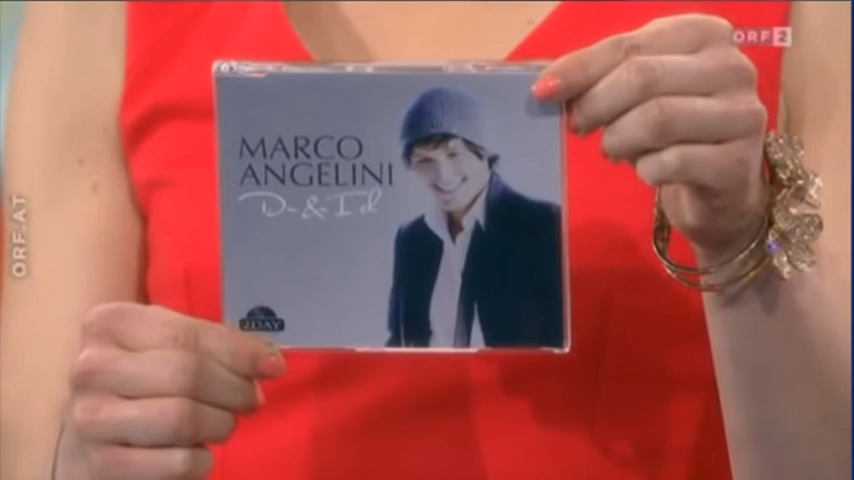 ORF 2
MARCO
ANGELINI
Du & Ich
2DAY
ORF.AT